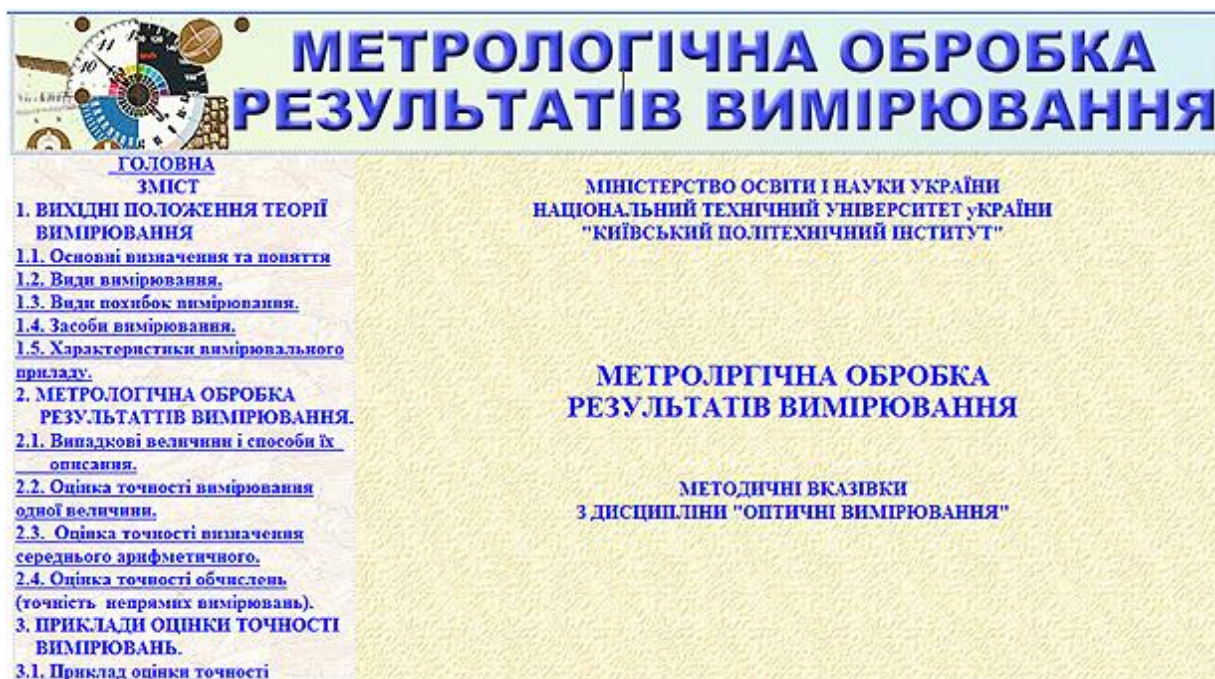 МЕТРОЛОГІЧНА ОБРОБКА
РЕЗУЛЬТАТІВ ВИМІРЮВАННЯ
ГОЛОВНА
ЗМІСТ
1. ВИХІДНІ ПОЛОЖЕННЯ ТЕОРІЇ
ВИМІРЮВАННЯ
1.1. Основні визначення та поняття
1.2. Види вимірювання.
1.3. Види похибок вимірювання.
1.4. Засоби вимірювання.
1.5. Характеристики вимірювального
приладу.
2. МЕТРОЛОГІЧНА ОБРОБКА
РЕЗУЛЬТАТТІВ ВИМІРЮВАННЯ.
2.1. Випадкові величини і способи їх
описання.
2.2. Оцінка точності вимірювання
одної величини.
2.3. Оцінка точності визначення
середнього арифметичного.
2.4. Оцінка точності обчислень
(точність непрямих вимірювань).
3. ПРИКЛАДИ ОЦІНКИ ТОЧНОСТІ
ВИМІРЮВАНЬ.
3.1. Приклад оцінки точності
МІНІСТЕРСТВО ОСВІТИ І НАУКИ УКРАЇНИ
НАЦІОНАЛЬНИЙ ТЕХНІЧНИЙ УНІВЕРСИТЕТ уКРАЇНИ
"КИЇВСЬКИЙ ПОЛІТЕХНІЧНИЙ ІНСТИТУТ"
МЕТРОЛРГІЧНА ОБРОБКА
РЕЗУЛЬТАТІВ ВИМІРЮВАННЯ
МЕТОДИЧНІ ВКАЗІВКИ
З ДИСЦИПЛІНИ "ОПТИЧНІ ВИМІРЮВАННЯ"